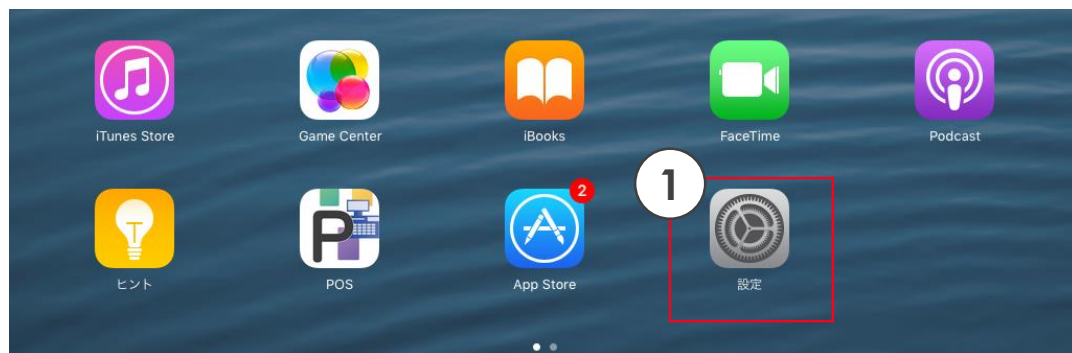 iTunes Store
Game Center
iBooks
FaceTime
Podcast
1
2
P
ヒント
POS
App Store
設定